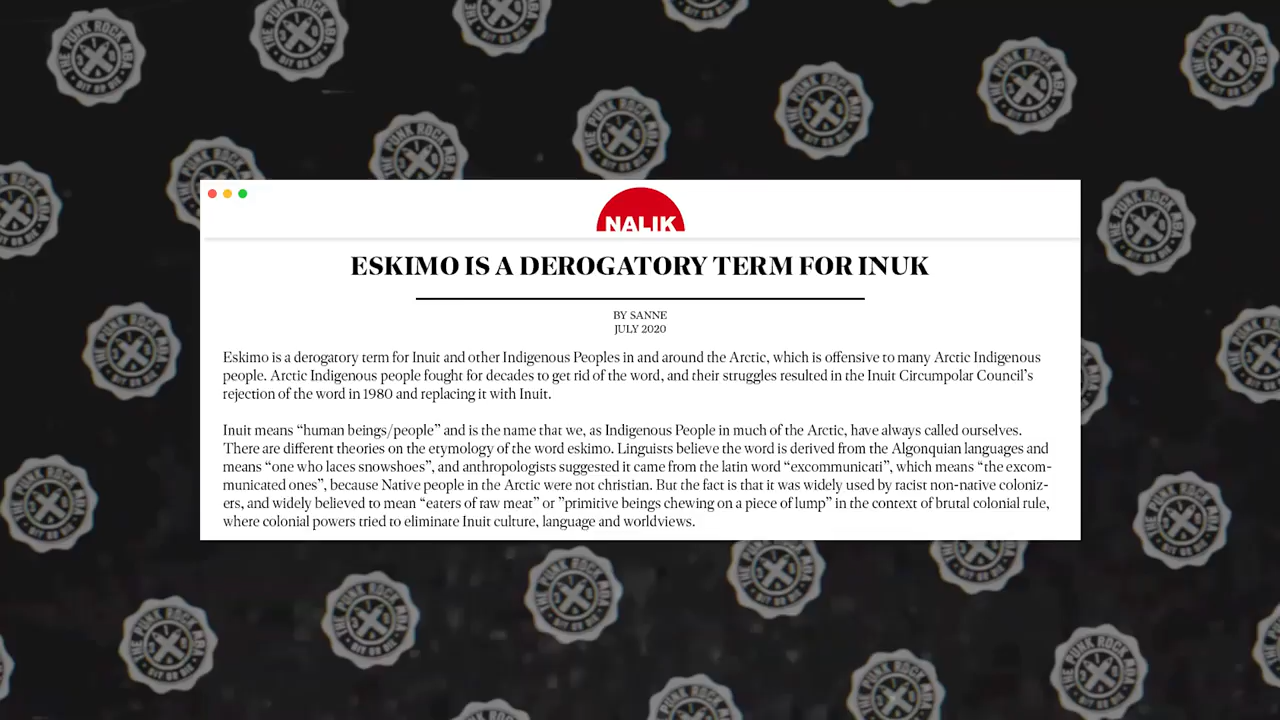 NALIK
ESKIMO IS A DEROGATORY TERM FOR INUK
BY SANNE
JULY 2020
Eskimo is a derogatory term for Inuit and other Indigenous Peoples in and around the Arctic, which is offensive to many Arctic Indigenous
people. Arctic Indigenous people fought for decades to get rid of the word, and their struggles resulted in the Inuit Circumpolar Council's
rejection of the word in 1980 and replacing it with Inuit.
Inuit means “human beings/people” and is the name that we, as Indigenous People in much of the Arctic, have always called ourselves.
There are different theories on the etymology of the word eskimo. Linguists believe the word is derived from the Algonquian languages and
means “one who laces snowshoes”, and anthropologists suggested it came from the latin word “excommunicati”, which means “the excom-
municated ones”, because Native people in the Arctic were not christian. But the fact is that it was widely used by racist non-native coloniz-
ers, and widely believed to mean “eaters of raw meat” or ”primitive beings chewing on a piece of lump” in the context of brutal colonial rule,
where colonial powers tried to eliminate Inuit culture, language and worldviews.
THE PUNK ROCK MBA
DIY OR DIE